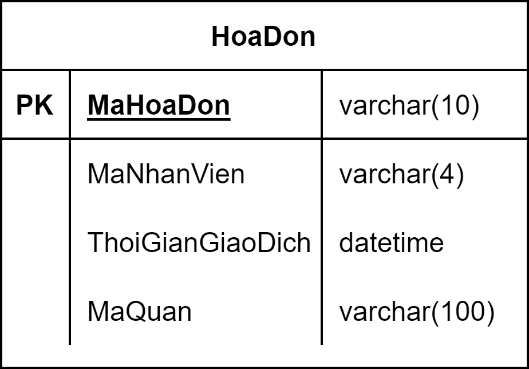 HoaDon
PK MaHoaDon varchar(10)
MaNhanVien varchar(4)
ThoiGianGiaoDich datetime
MaQuan varchar(100)